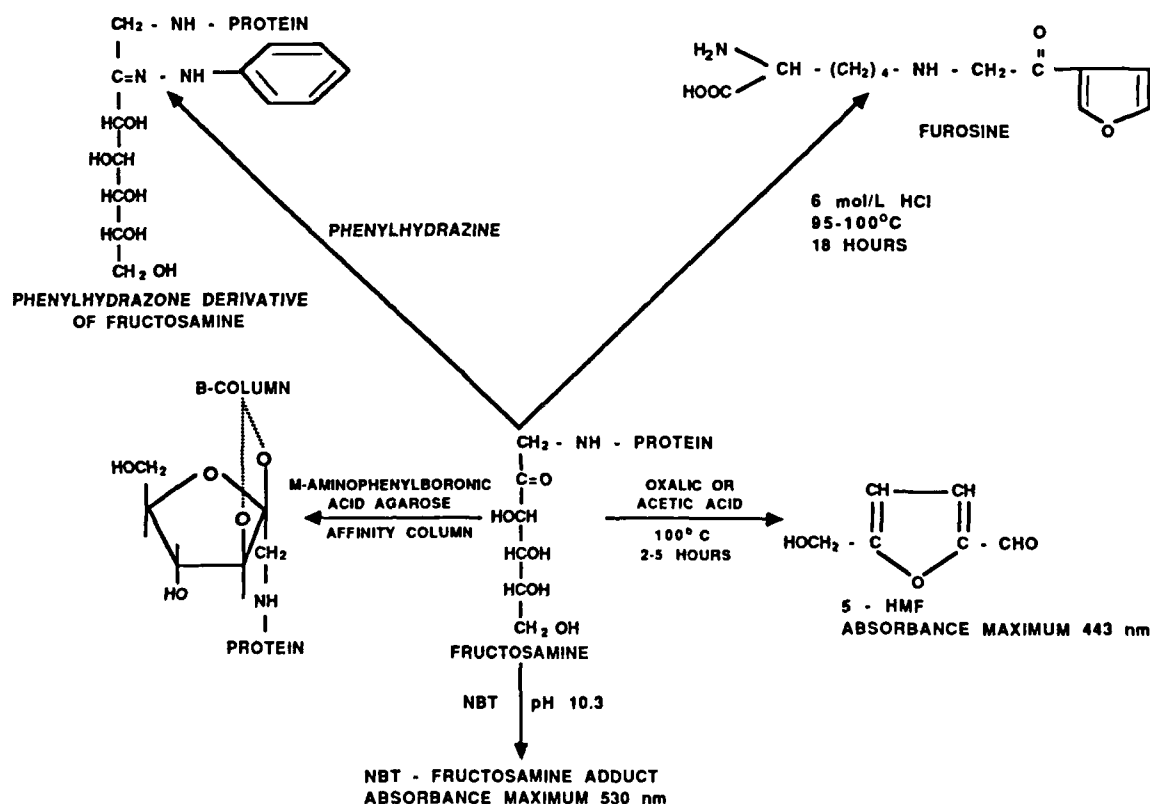 CH2 - NH - PROTEIN
C=N - NH
HCOH
HOCH
HCOH
HCOH
CH2 OH
PHENYLHYDRAZONE DERIVATIVE
OF FRUCTOSAMINE
PHENYLHYDRAZINE
O
H2N
CH - (CH2)4 - NH - CH2 - C
HOOC
O
FUROSINE
6 mol/L HCl
95-100°C
18 HOURS
B-COLUMN
HOCH2
O
O
O
CH2
HO
NH
PROTEIN
M-AMINOPHENYLBORONIC
ACID AGAROSE
AFFINITY COLUMN
CH2 - NH - PROTEIN
C=O
HOCH
HCOH
HCOH
CH2 OH
FRUCTOSAMINE
OXALIC OR
ACETIC ACID
100° C
2-5 HOURS
CH CH
HOCH2 - C C - CHO
O
5 - HMF
ABSORBANCE MAXIMUM 443 nm
NBT pH 10.3
NBT - FRUCTOSAMINE ADDUCT
ABSORBANCE MAXIMUM 530 nm